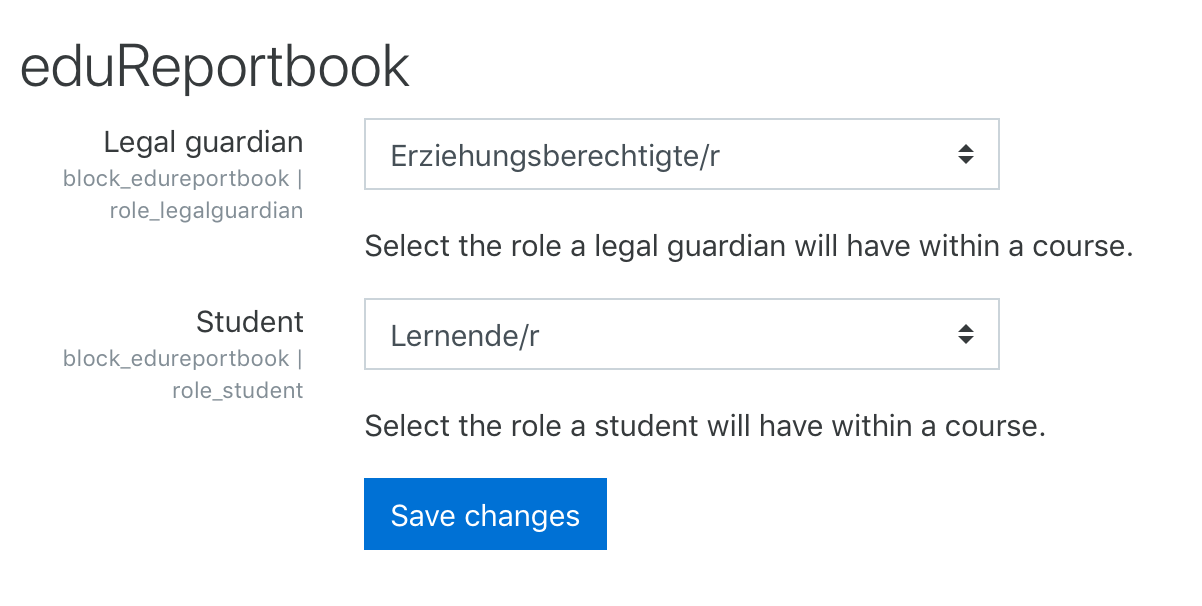 eduReportbook
Legal guardian
block_edureportbook |
role_legalguardian
Erziehungsberechtigte/r
Select the role a legal guardian will have within a course.
Student
block_edureportbook |
role_student
Lernende/r
Select the role a student will have within a course.
Save changes